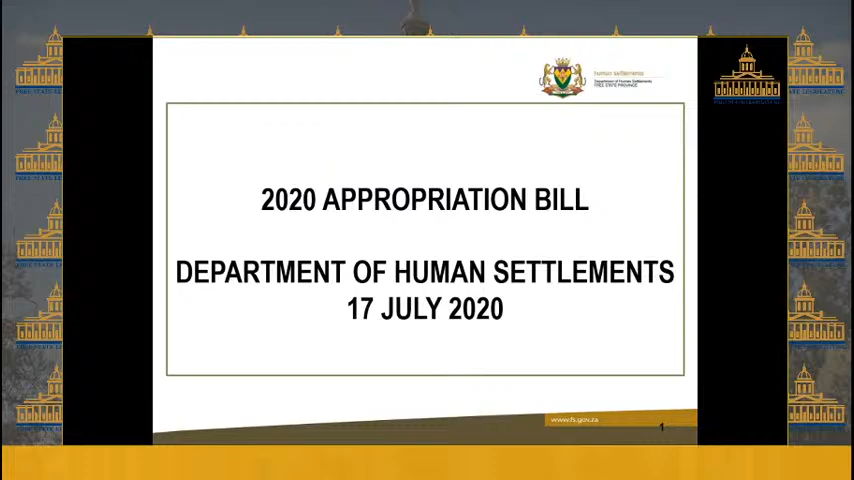 human settlements
Department of Human Settlements
FREE STATE PROVINCE
2020 APPROPRIATION BILL
DEPARTMENT OF HUMAN SETTLEMENTS
17 JULY 2020
www.fs.gov.za
1